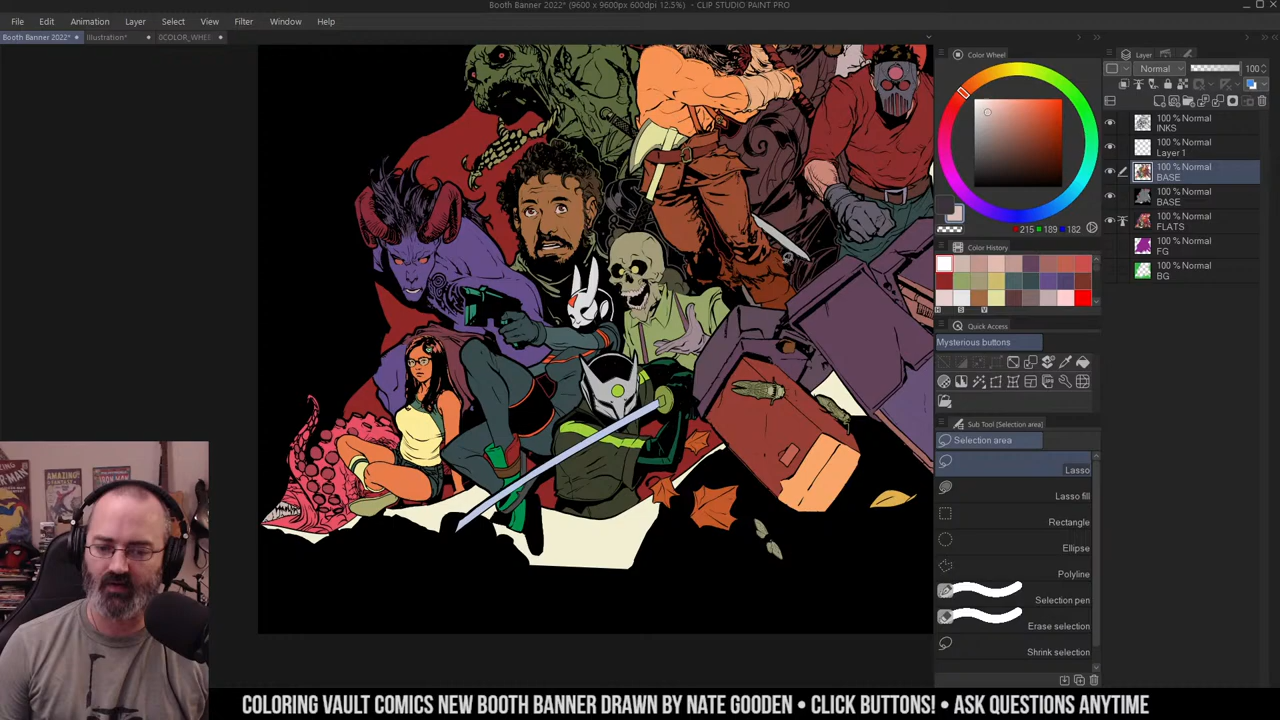 Booth Banner 2022* (9600 x 9600px 600dpi 12.5%) - CLIP STUDIO PAINT PRO
File Edit Animation Layer Select View Filter Window Help
Booth Banner 2022* Illustration* 0COLOR_WHE
Color Wheel
215 189 182
Color History
H S V
Quick Access
Mysterious buttons
Sub Tool [Selection area]
Selection area
Lasso
Lasso fill
Rectangle
Ellipse
Polyline
Selection pen
Erase selection
Shrink selection
Layer
Normal 100
100 % Normal
INKS
100 % Normal
Layer 1
100 % Normal
BASE
100 % Normal
BASE
100 % Normal
FLATS
100 % Normal
FG
100 % Normal
BG
COLORING VAULT COMICS NEW BOOTH BANNER DRAWN BY NATE GOODEN • CLICK BUTTONS! • ASK QUESTIONS ANYTIME